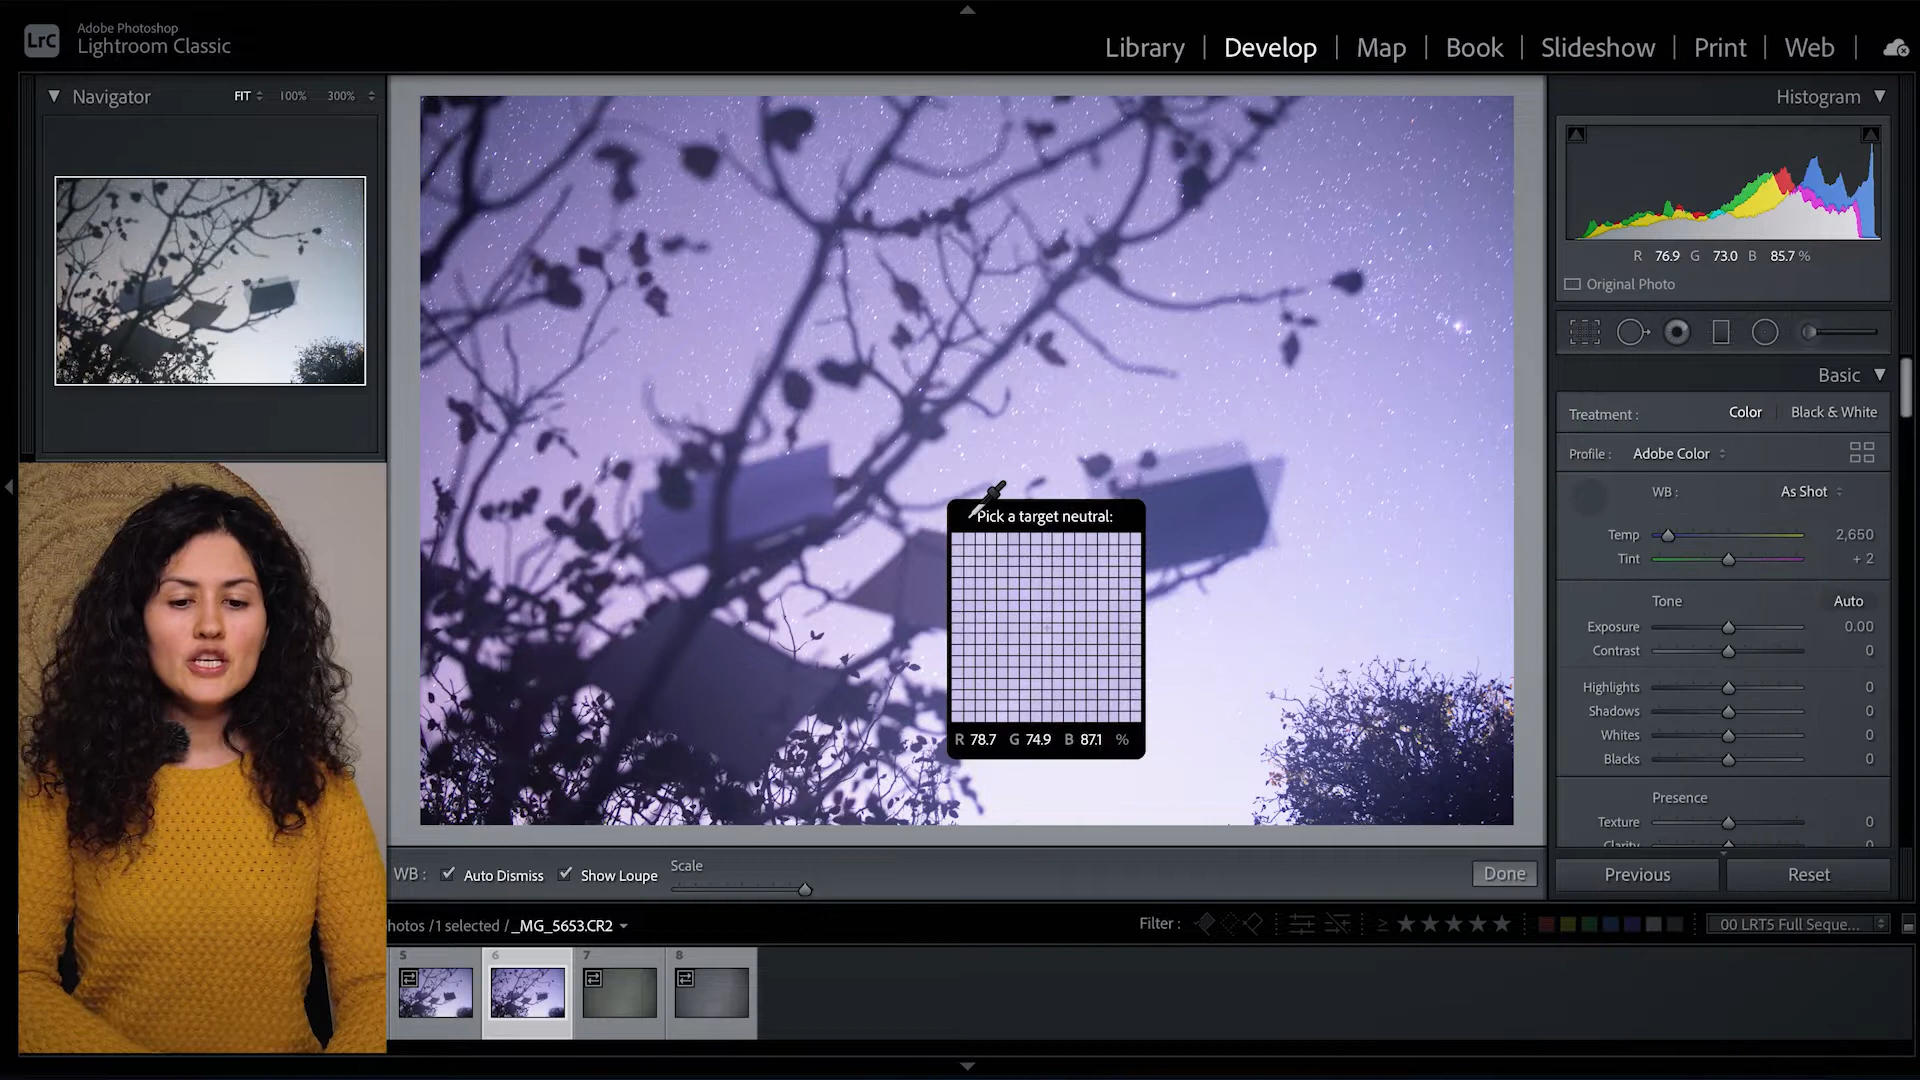 LrC
Adobe Photoshop
Lightroom Classic
Library | Develop | Map | Book | Slideshow | Print | Web |
Navigator
FIT 100% 300%
Histogram
R 76.9 G 73.0 B 85.7 %
Original Photo
Basic
Treatment : Color Black & White
Profile : Adobe Color
WB : As Shot
Temp 2,650
Tint + 2
Tone Auto
Exposure 0.00
Contrast 0
Highlights 0
Shadows 0
Whites 0
Blacks 0
Presence
Texture 0
Clarity 0
Previous Reset
Pick a target neutral:
R 78.7 G 74.9 B 87.1 %
WB : Auto Dismiss Show Loupe Scale
Done
hotos / 1 selected / _MG_5653.CR2
Filter :
≥
00 LRT5 Full Seque...
5 6 7 8